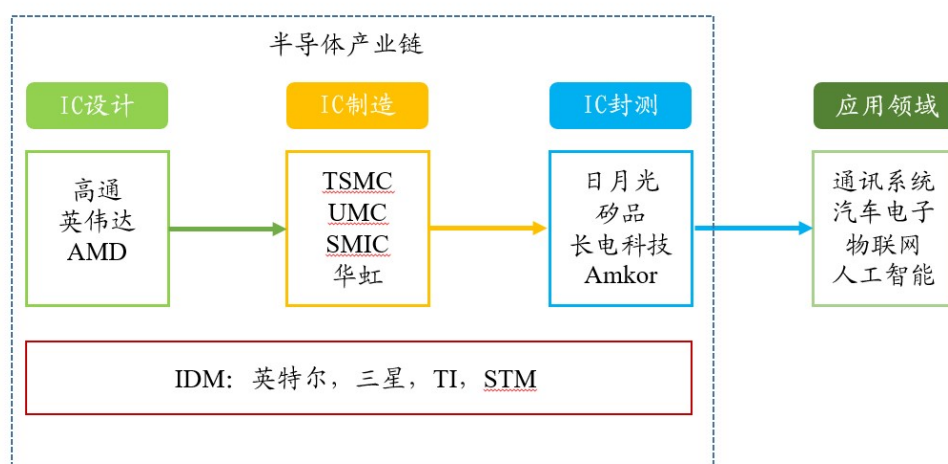 半导体产业链
IC设计
IC制造
IC封测
应用领域
高通
英伟达
AMD
TSMC
UMC
SMIC
华虹
日月光
矽品
长电科技
Amkor
通讯系统
汽车电子
物联网
人工智能
IDM：英特尔，三星，TI，STM